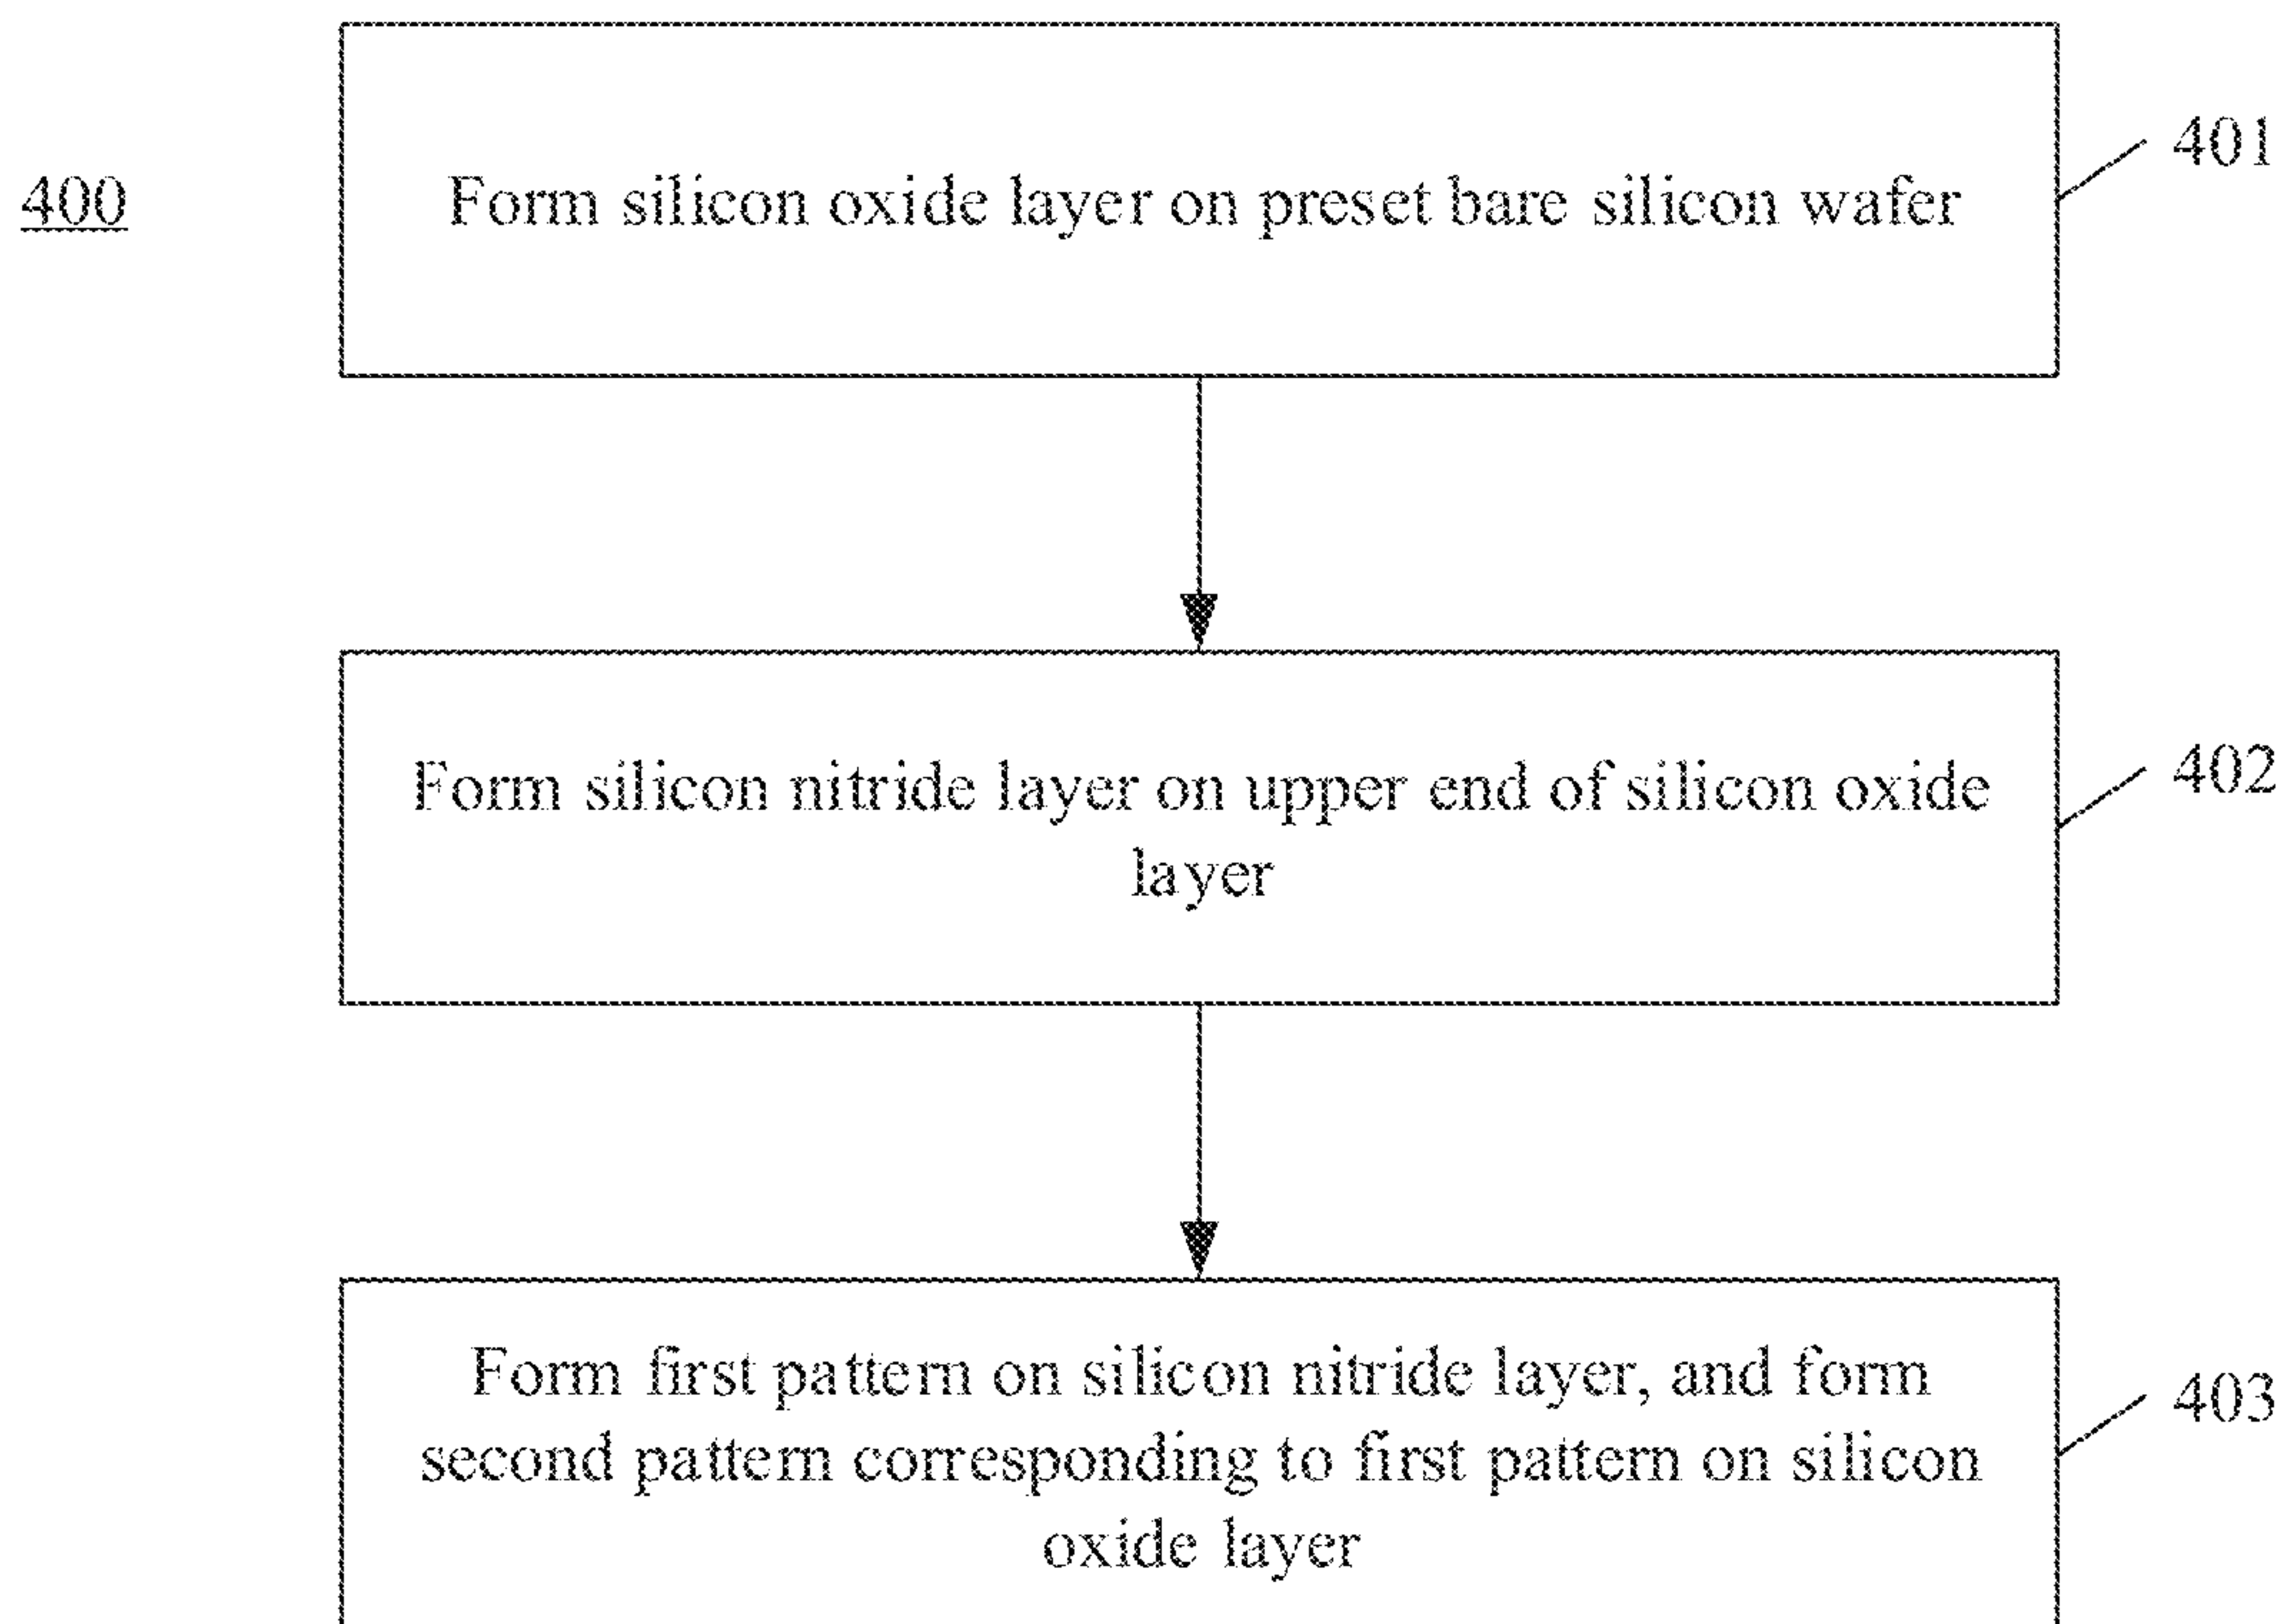 400
Form silicon oxide layer on preset bare silicon wafer
401
Form silicon nitride layer on upper end of silicon oxide
layer
402
Form first pattern on silicon nitride layer, and form
second pattern corresponding to first pattern on silicon
oxide layer
403